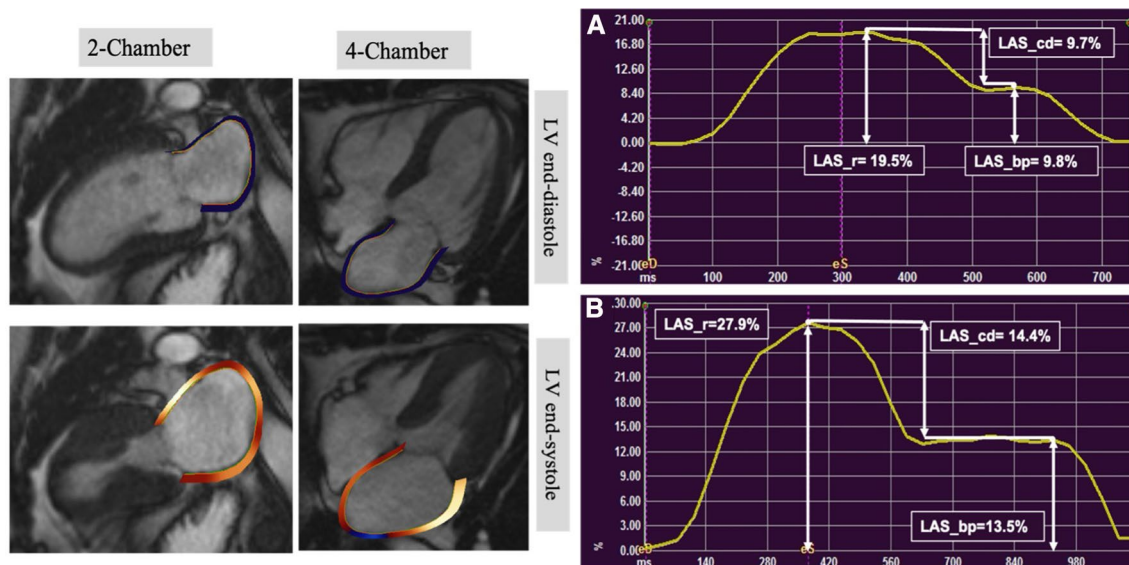 2-Chamber
4-Chamber
LV end-diastole
LV end-systole
A
21.00
16.80
12.60
8.40
4.20
0.00
-4.20
-8.40
-12.60
-16.80
-21.00
%
ms
eD
eS
100
200
300
400
500
600
700
LAS_cd= 9.7%
LAS_r= 19.5%
LAS_bp=
9.8%
B
30.00
27.00
24.00
21.00
18.00
15.00
12.00
9.00
6.00
3.00
0.00
%
ms
eD
eS
140
280
420
560
700
840
980
LAS_r=27.9%
LAS_cd= 14.4%
LAS_bp=13.5%